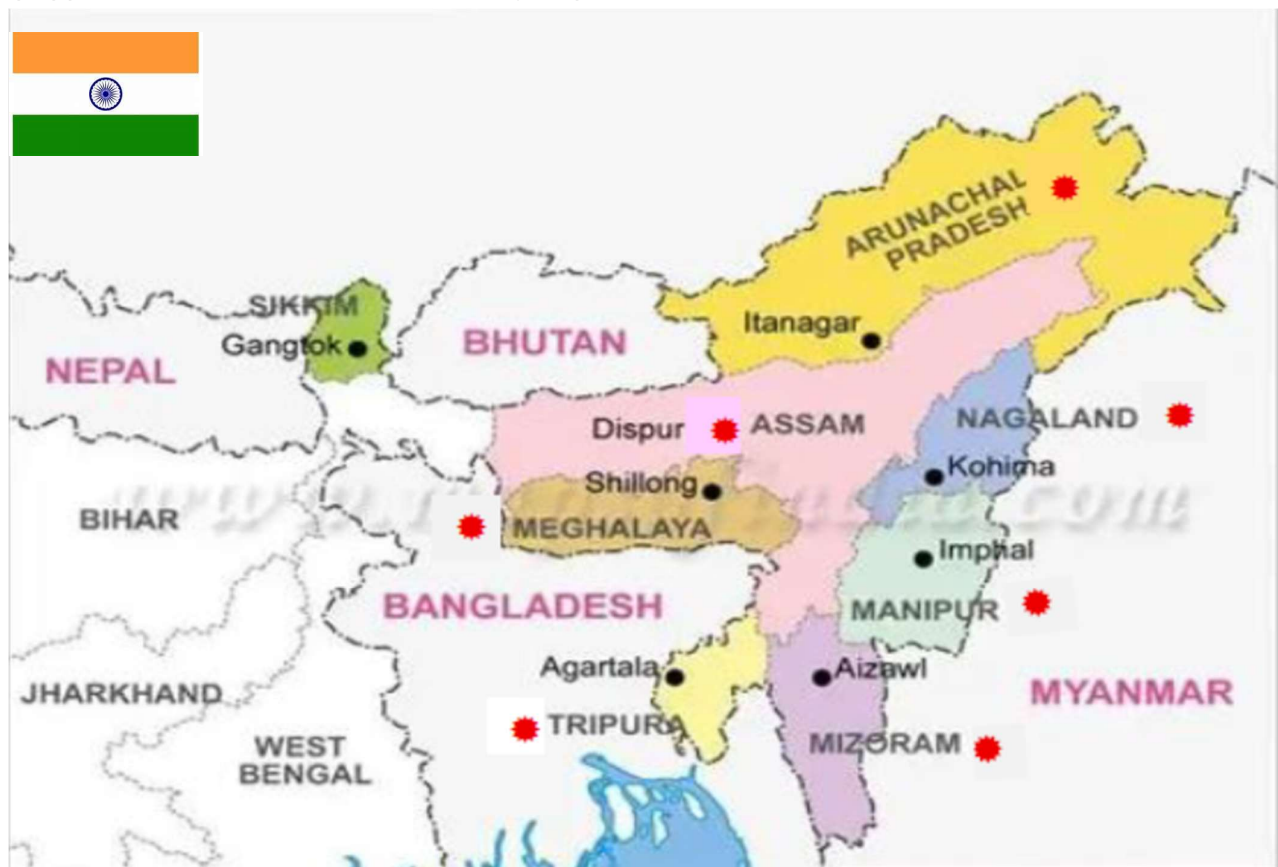 ARUNACHAL
PRADESH
SIKKIM
Itanagar
Gangtok
BHUTAN
NEPAL
Dispur
ASSAM
NAGALAND
Kohima
Shillong
BIHAR
MEGHALAYA
Imphal
BANGLADESH
MANIPUR
Agartala
Aizawl
JHARKHAND
MYANMAR
TRIPURA
MIZORAM
WEST
BENGAL